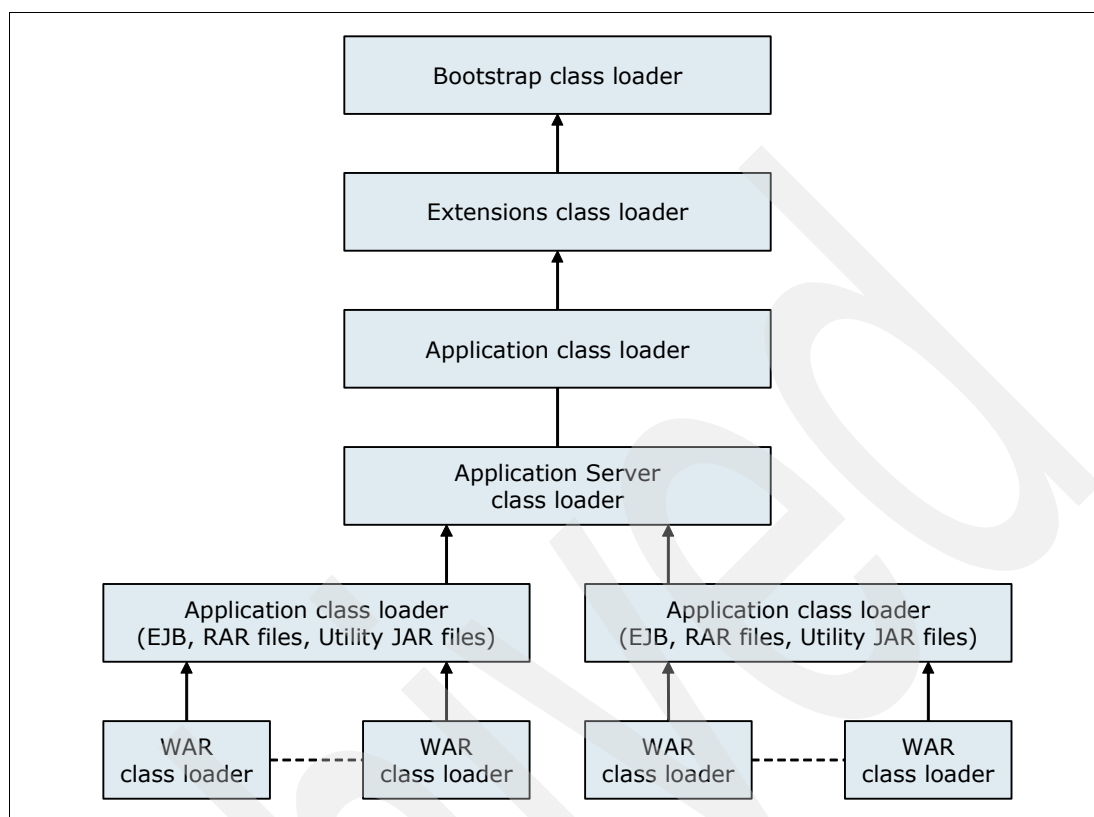 Bootstrap class loader
Extensions class loader
Application class loader
Application Server
class loader
Application class loader
(EJB, RAR files, Utility JAR files)
Application class loader
(EJB, RAR files, Utility JAR files)
WAR
class loader
WAR
class loader
WAR
class loader
WAR
class loader